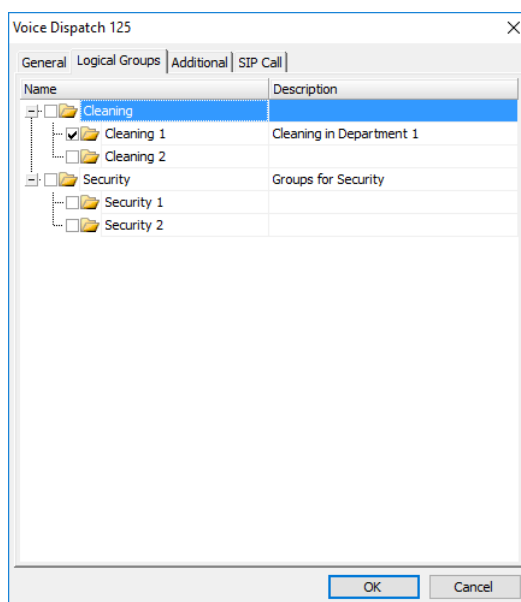 Voice Dispatch 125
General Logical Groups Additional SIP Call
Name Description
Cleaning
Cleaning 1 Cleaning in Department 1
Cleaning 2
Security Groups for Security
Security 1
Security 2
OK Cancel